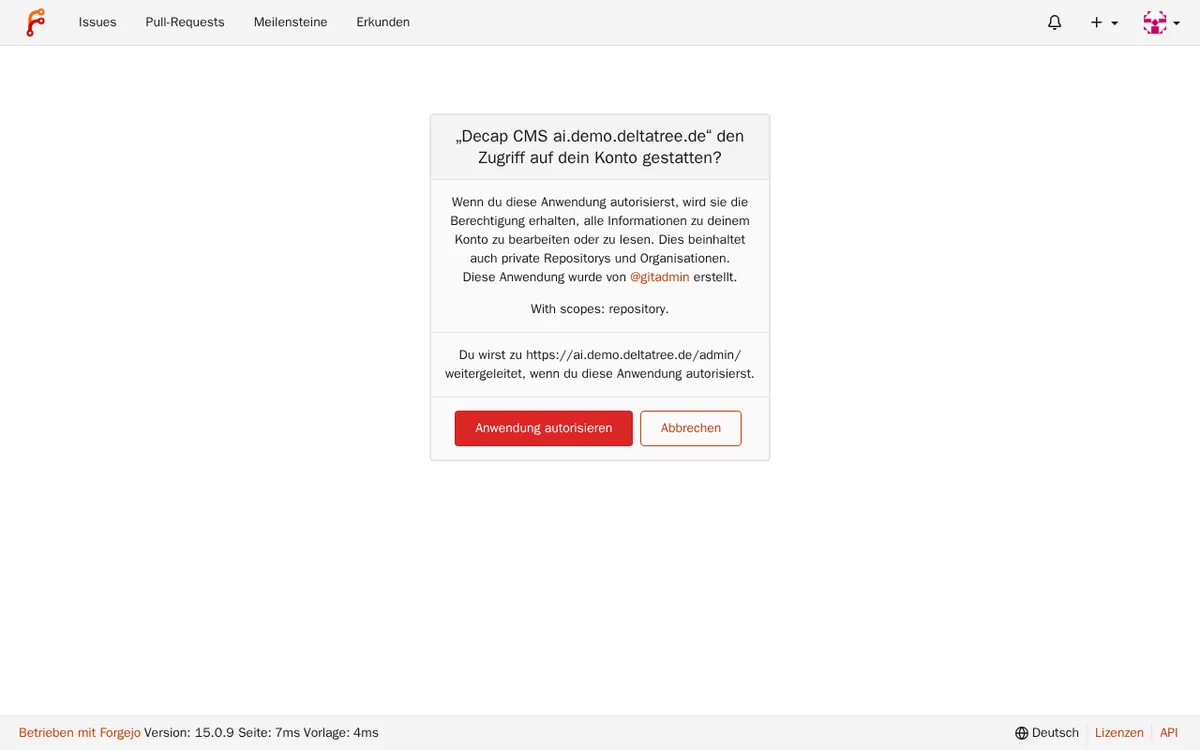 Issues Pull-Requests Meilensteine Erkunden
„Decap CMS ai.demo.deltatree.de“ den
Zugriff auf dein Konto gestatten?
Wenn du diese Anwendung autorisierst, wird sie die
Berechtigung erhalten, alle Informationen zu deinem
Konto zu bearbeiten oder zu lesen. Dies beinhaltet
auch private Repositorys und Organisationen.
Diese Anwendung wurde von @gitadmin erstellt.
With scopes: repository.
Du wirst zu https://ai.demo.deltatree.de/admin/
weitergeleitet, wenn du diese Anwendung autorisierst.
Anwendung autorisieren Abbrechen
Betrieben mit Forgejo Version: 15.0.9 Seite: 7ms Vorlage: 4ms Deutsch Lizenzen API